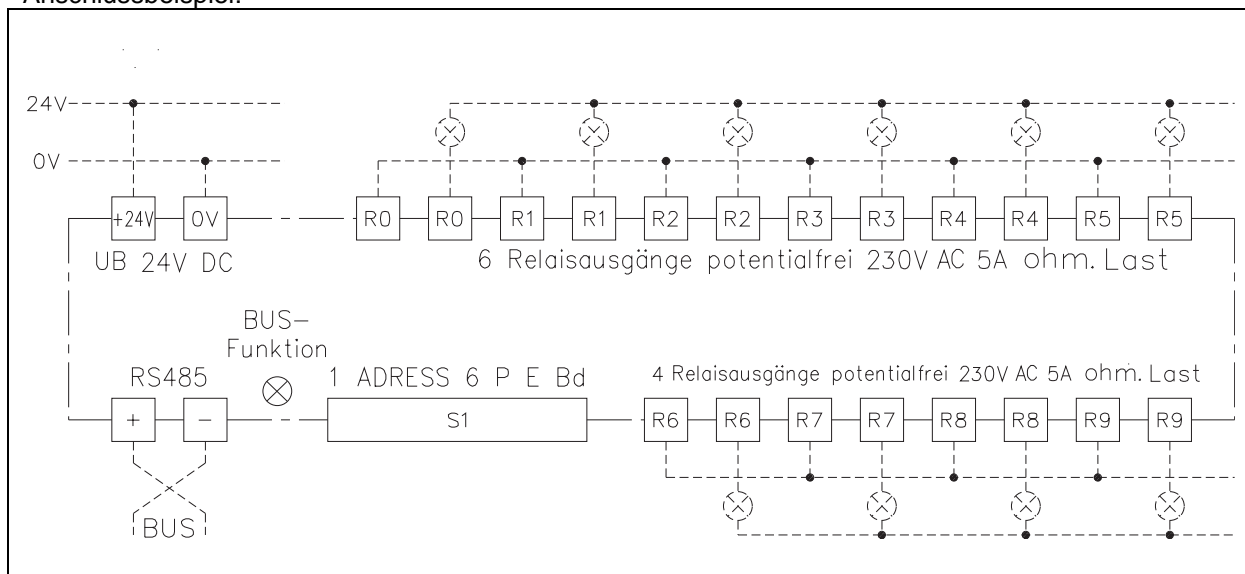 Anschlussbeispiel:
24V
0V
+24V 0V R0 R0 R1 R1 R2 R2 R3 R3 R4 R4 R5 R5
UB 24V DC
6 Relaisausgänge potentialfrei 230V AC 5A ohm. Last
BUS-
Funktion
RS485
1 ADRESS 6 P E Bd
4 Relaisausgänge potentialfrei 230V AC 5A ohm. Last
+ - S1 R6 R6 R7 R7 R8 R8 R9 R9
BUS